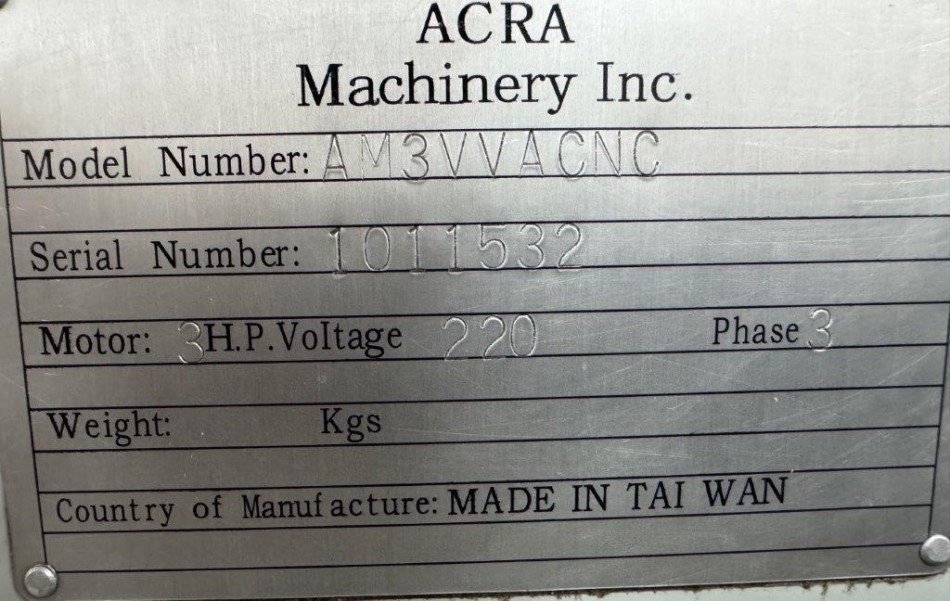 ACRA
Machinery Inc.
Model Number: AM3VVACNC
Serial Number: 1011532
Motor: 3 H.P. Voltage 220 Phase 3
Weight: Kgs
Country of Manufacture: MADE IN TAI WAN